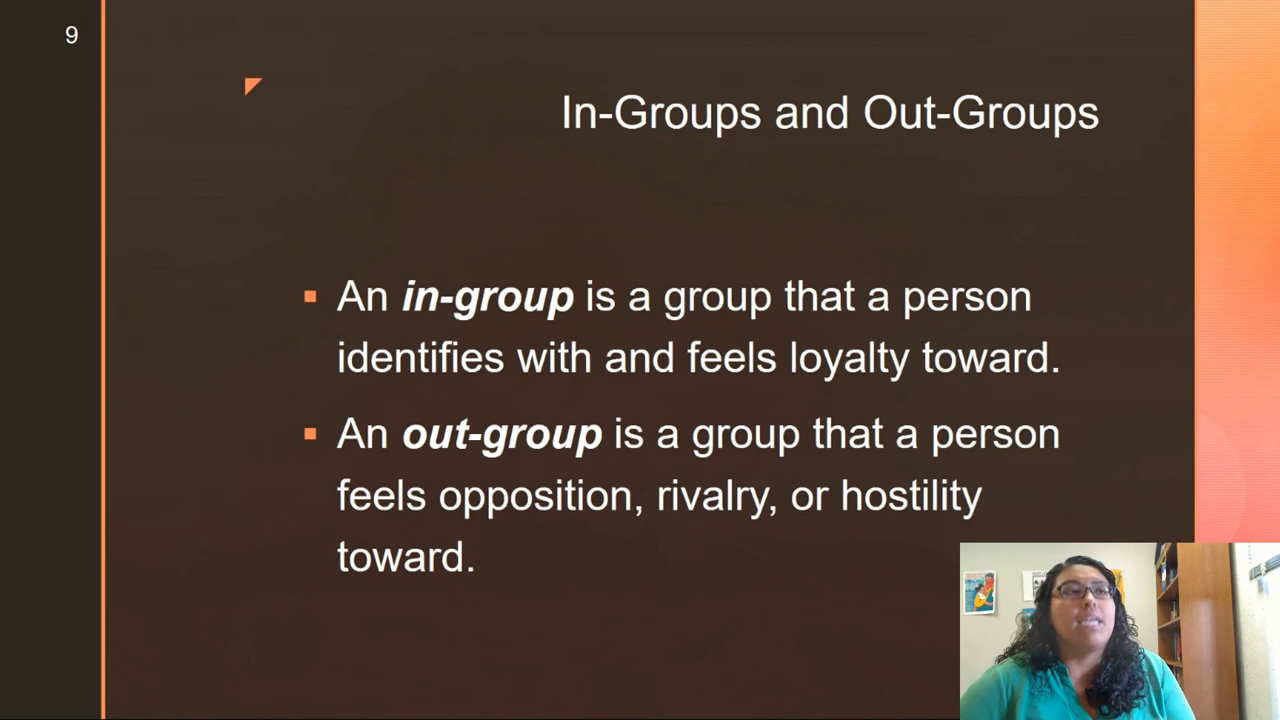 9
In-Groups and Out-Groups
An in-group is a group that a person
identifies with and feels loyalty toward.
An out-group is a group that a person
feels opposition, rivalry, or hostility
toward.